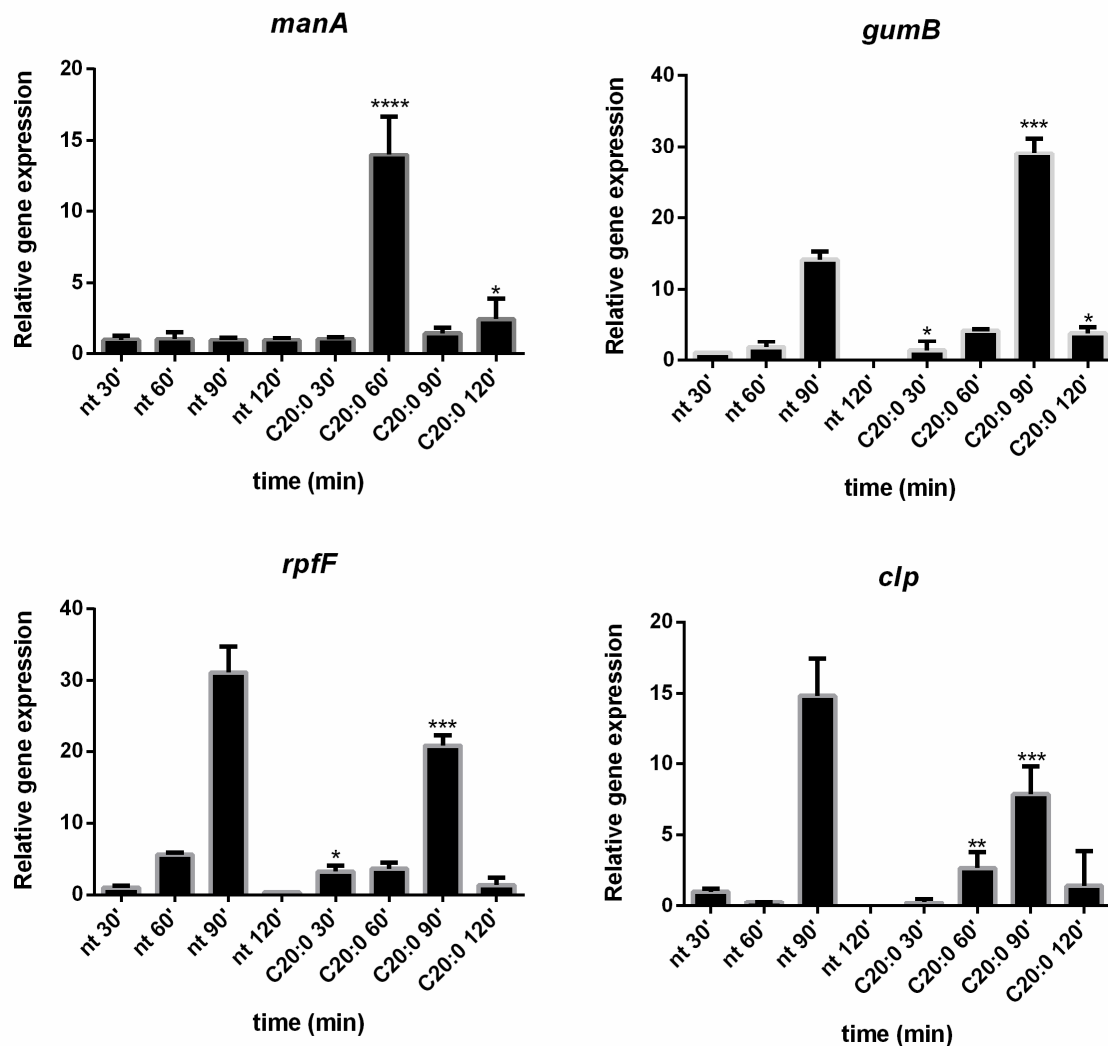 manA
Relative gene expression
20
15
10
5
0
****
*
nt 30'
nt 60'
nt 90'
nt 120'
C20:0 30'
C20:0 60'
C20:0 90'
C20:0 120'
time (min)
gumB
Relative gene expression
40
30
20
10
0
*
***
*
nt 30'
nt 60'
nt 90'
nt 120'
C20:0 30'
C20:0 60'
C20:0 90'
C20:0 120'
time (min)
rpfF
Relative gene expression
40
30
20
10
0
*
***
nt 30'
nt 60'
nt 90'
nt 120'
C20:0 30'
C20:0 60'
C20:0 90'
C20:0 120'
time (min)
clp
Relative gene expression
20
15
10
5
0
**
***
nt 30'
nt 60'
nt 90'
nt 120'
C20:0 30'
C20:0 60'
C20:0 90'
C20:0 120'
time (min)